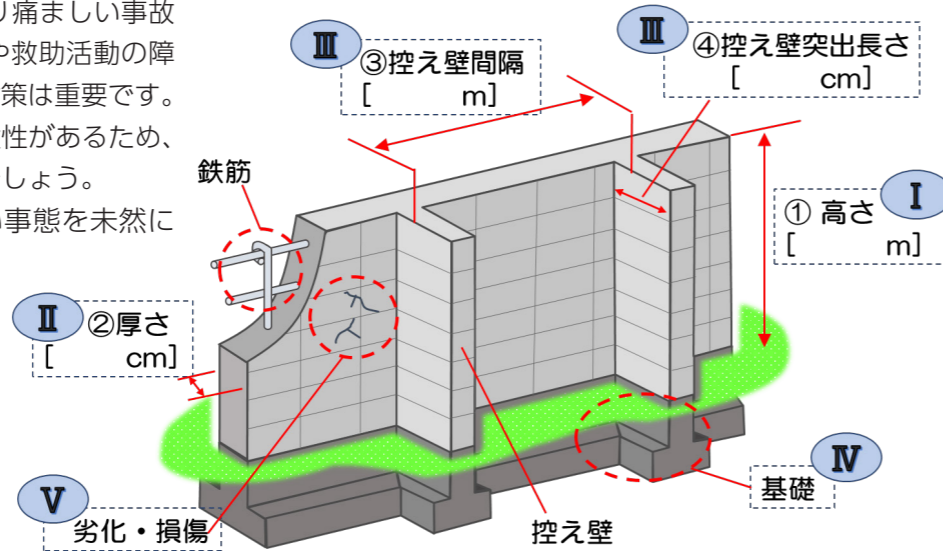 り痛ましい事故
や救助活動の障
策は重要です。
性があるため、
しょう。
い事態を未然に
Ⅲ
③控え壁間隔
[ m]
Ⅲ
④控え壁突出長さ
[ cm]
鉄筋
① 高さ
[ m]
Ⅰ
Ⅱ
②厚さ
[ cm]
Ⅴ
劣化・損傷
控え壁
基礎
Ⅳ